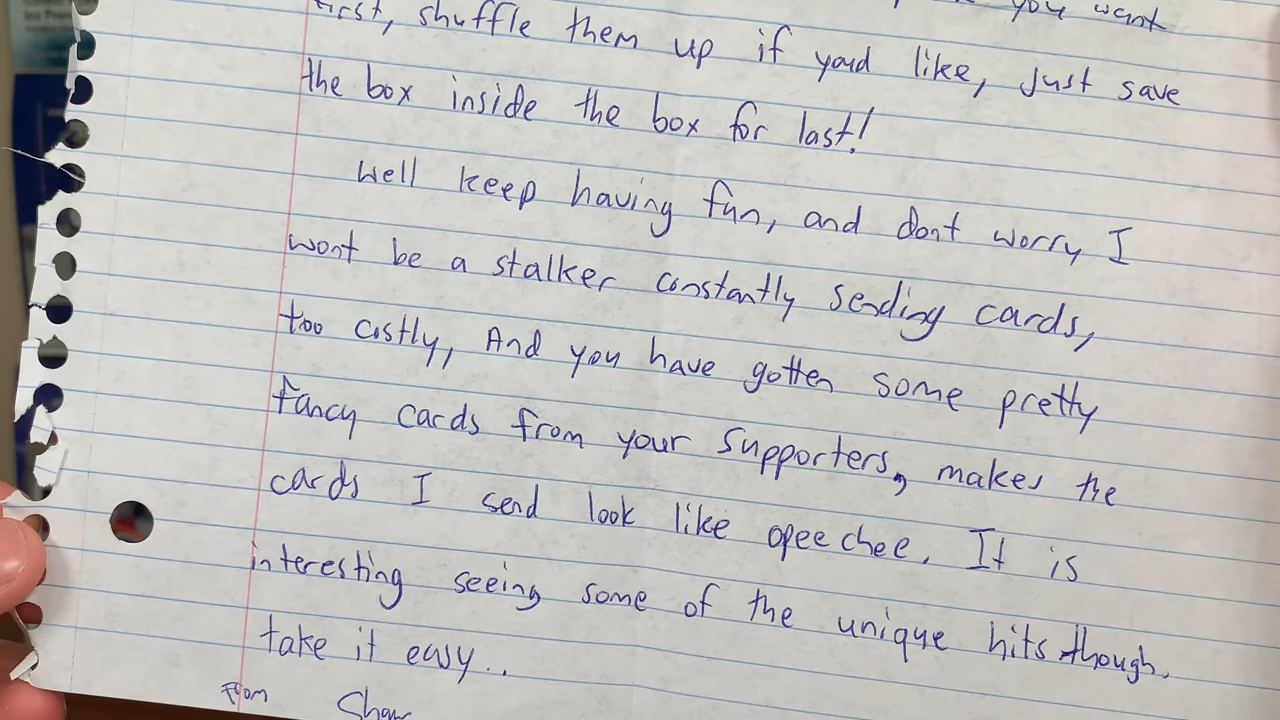 you want
first, shuffle them up if youd like, just save
the box inside the box for last!
Well keep having fun, and dont worry, I
wont be a stalker constantly sending cards,
too costly, And you have gotten some pretty
fancy cards from your supporters, makes the
cards I send look like opeechee. It is
interesting seeing some of the unique hits though.
take it easy..
From